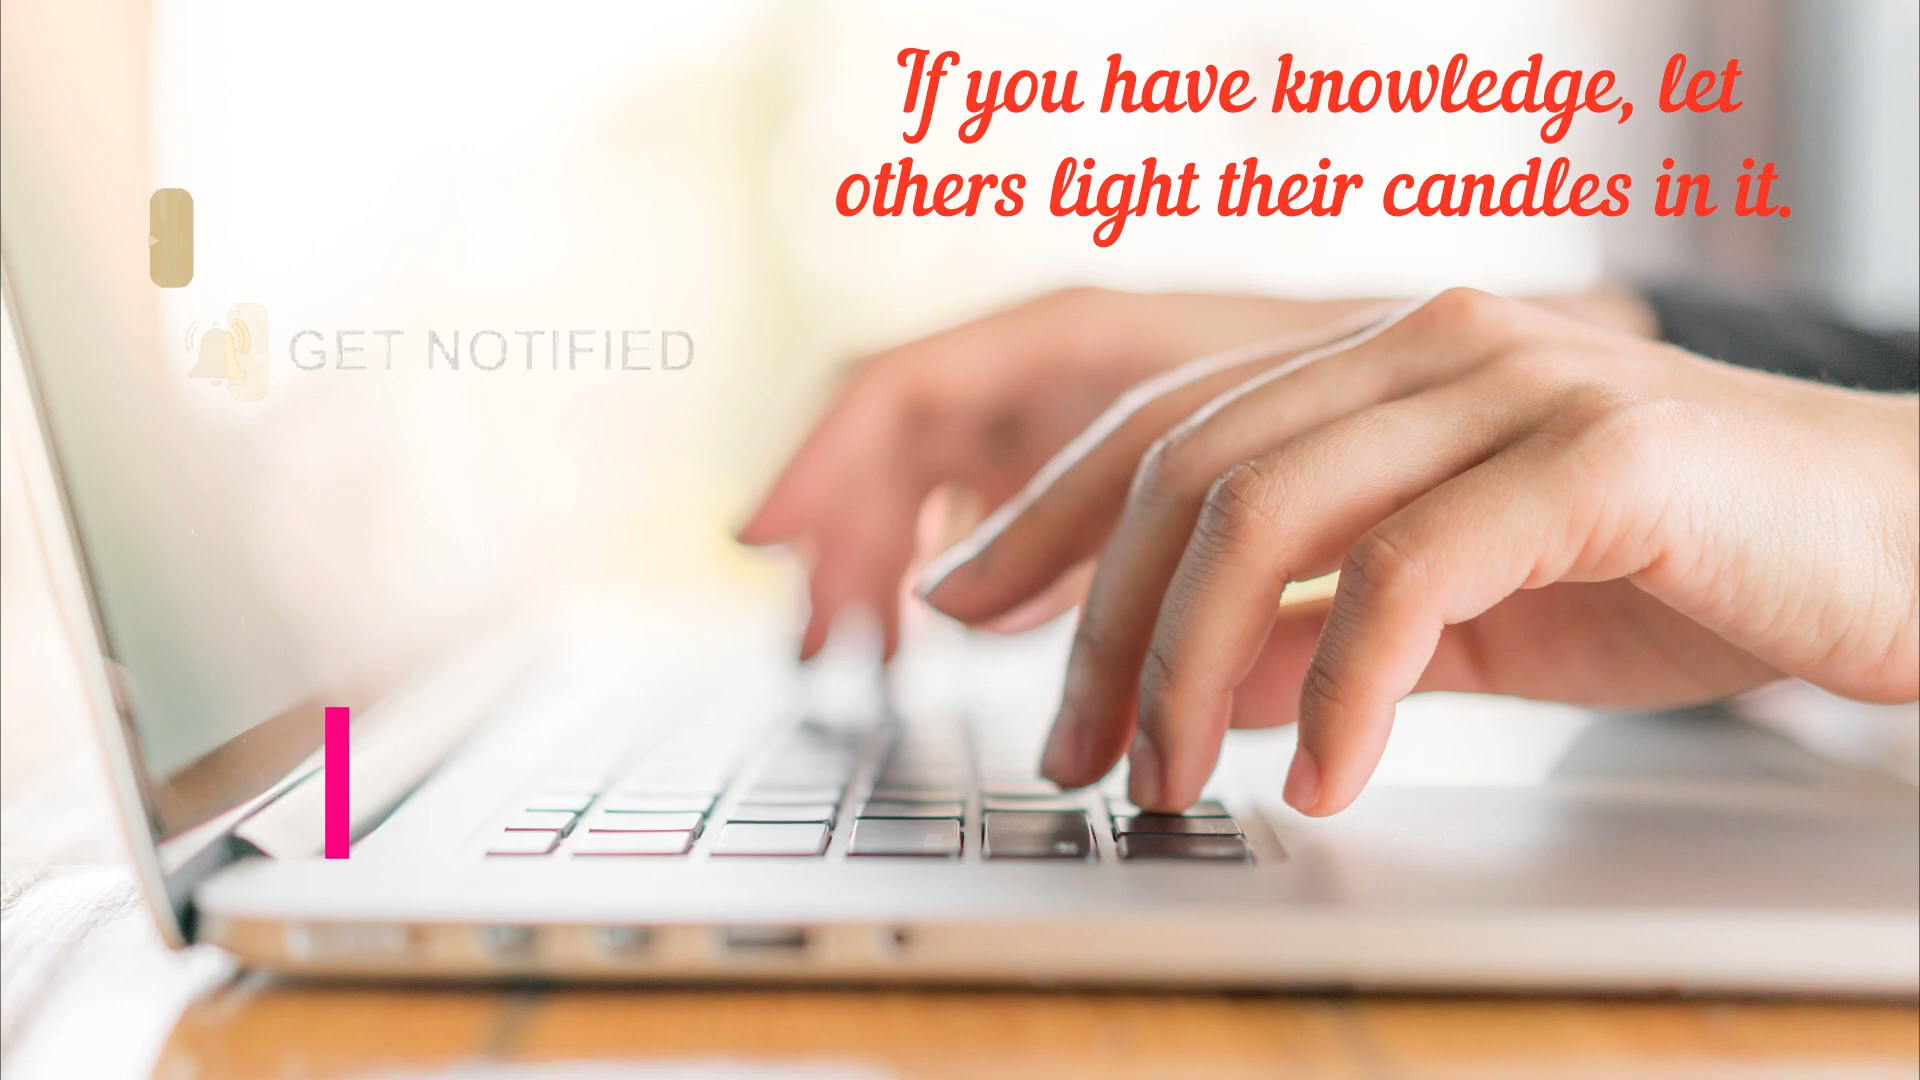 If you have knowledge, let
others light their candles in it.
GET NOTIFIED